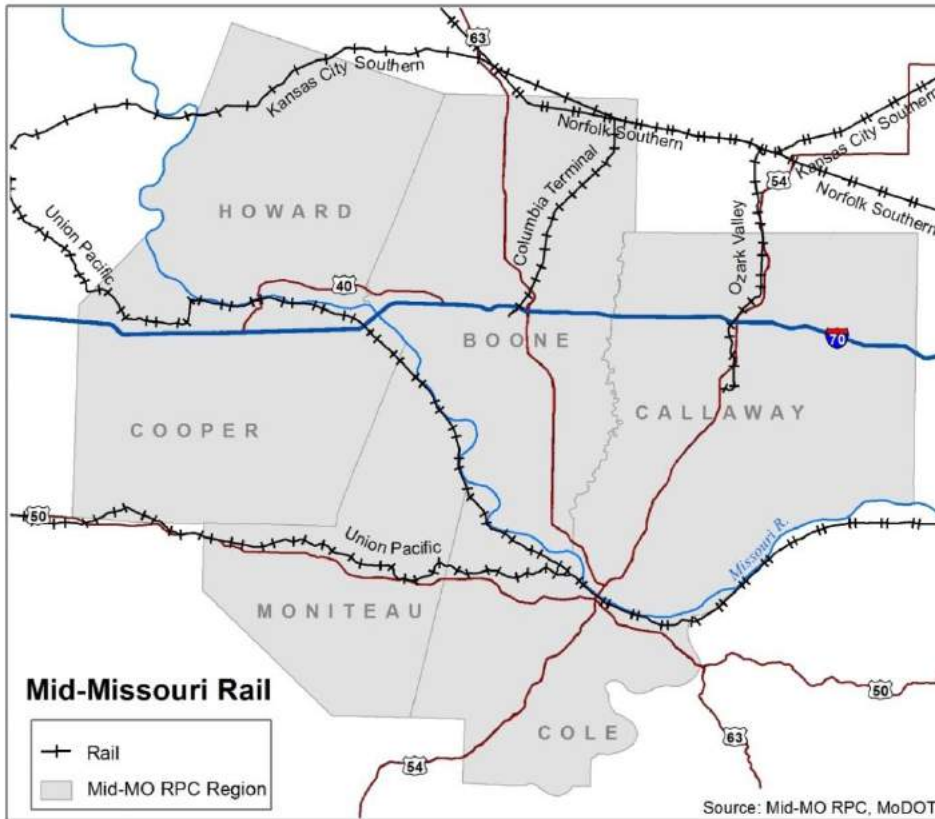 63
Kansas City Southern
Norfolk Southern
Kansas City Southern
Columbia Terminal
54
Norfolk Southern
HOWARD
Ozark Valley
Union Pacific
40
70
BOONE
CALLAWAY
COOPER
50
Union Pacific
Missouri R.
MONITEAU
Mid-Missouri Rail
50
COLE
63
Rail
54
Mid-MO RPC Region
Source: Mid-MO RPC, MoDOT